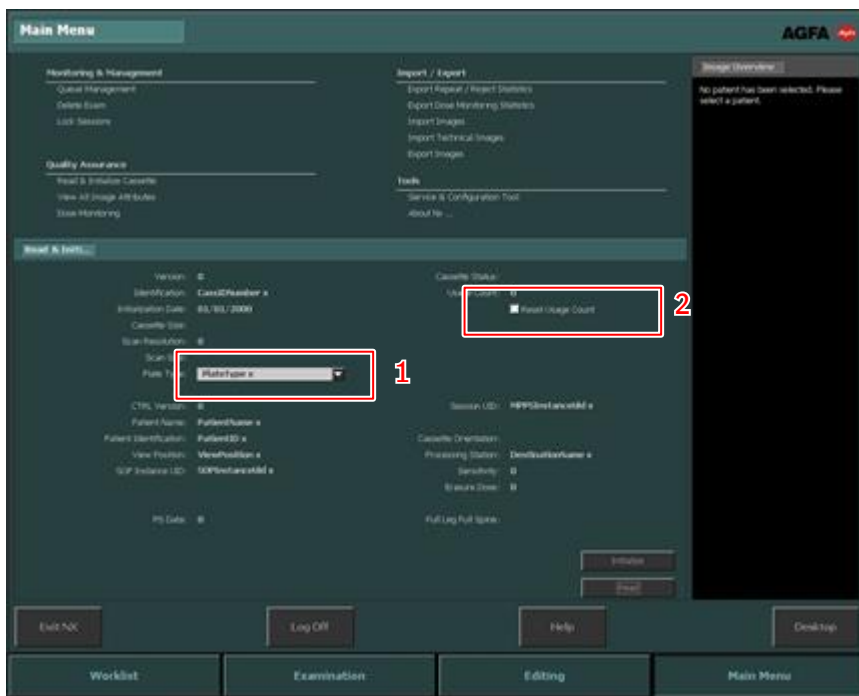 Main Menu
AGFA
Monitoring & Management
Queue Management
Delete Exam
Lock Sessions
Quality Assurance
Read & Initialize Cassette
View All Image Attributes
Dose Monitoring
Import / Export
Export Repeat / Reject Statistics
Export Dose Monitoring Statistics
Import Images
Import Technical Images
Export Images
Tools
Service & Configuration Tool
About Nx ...
Image Overview
No patient has been selected. Please
select a patient.
Read & Initi...
Version: 0
Identification: CassIDNumber x
Initialization Date: 01/01/2000
Cassette Size:
Scan Resolution: 0
Scan
Plate Type: PlateType x
1
CTRL Version: 0
Patient Name: PatientName x
Patient Identification: PatientID x
View Position: ViewPosition x
SOP Instance UID: SOPInstanceUid x
PS Date: 0
Cassette Status:
Usage Count: 0
Reset Usage Count
2
Session UID: MPPSInstanceUid x
Cassette Orientation:
Processing Station: DestinationName x
Sensitivity: 0
Erasure Dose: 0
Full Leg Full Spine:
Initialize
Read
Exit NX
Log Off
Help
Desktop
Worklist
Examination
Editing
Main Menu